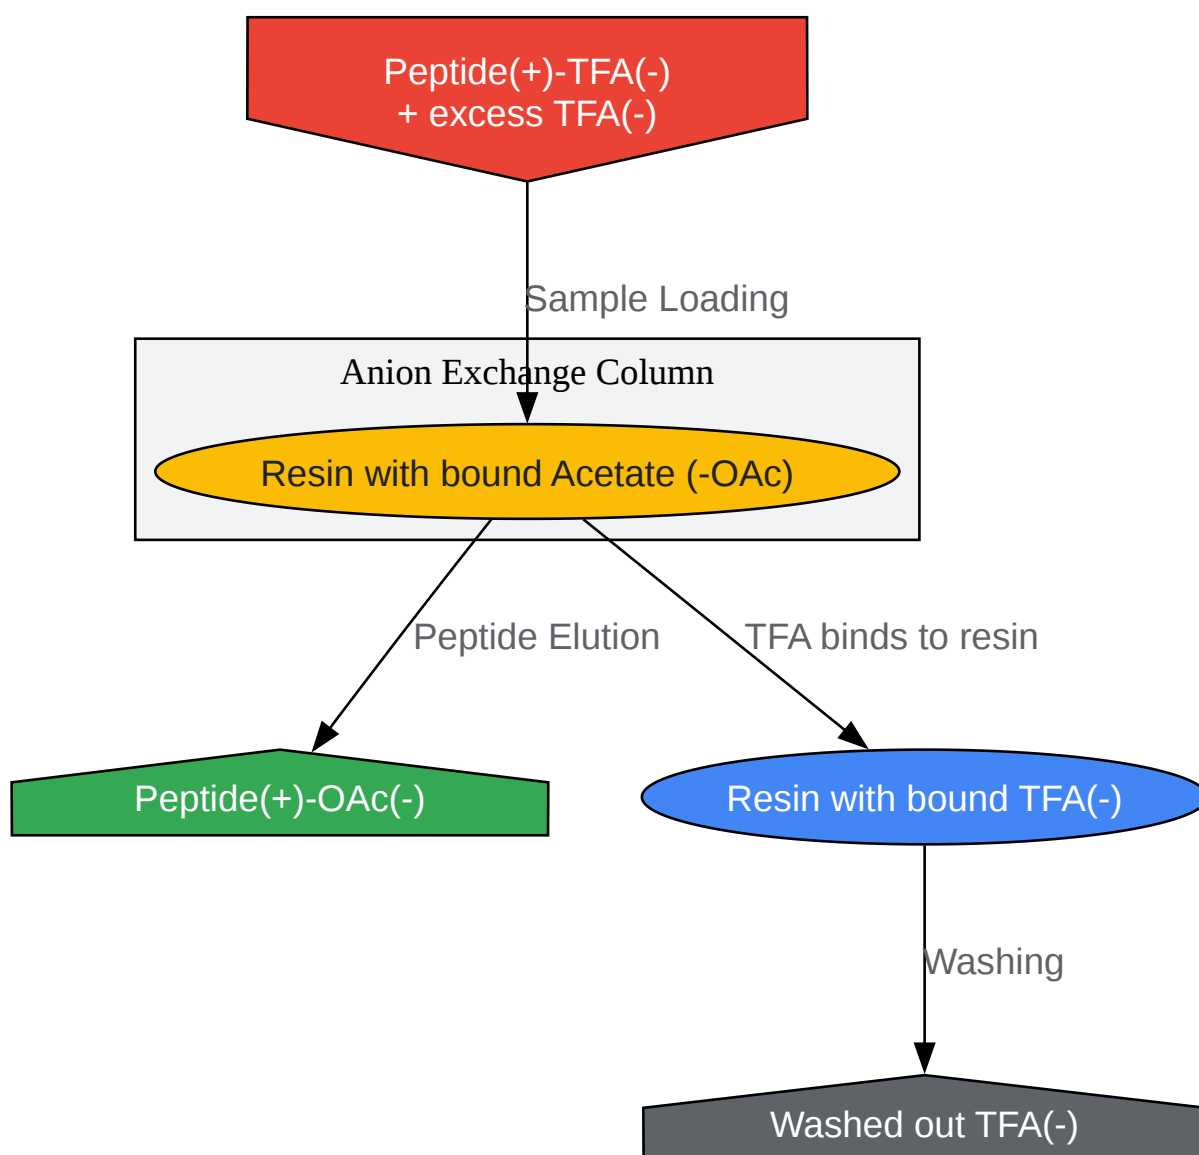 Peptide(+)-TFA(-)
+ excess TFA(-)
Sample Loading
Anion Exchange Column
Resin with bound Acetate (-OAc)
Peptide Elution
TFA binds to resin
Peptide(+)-OAc(-)
Resin with bound TFA(-)
Washing
Washed out TFA(-)